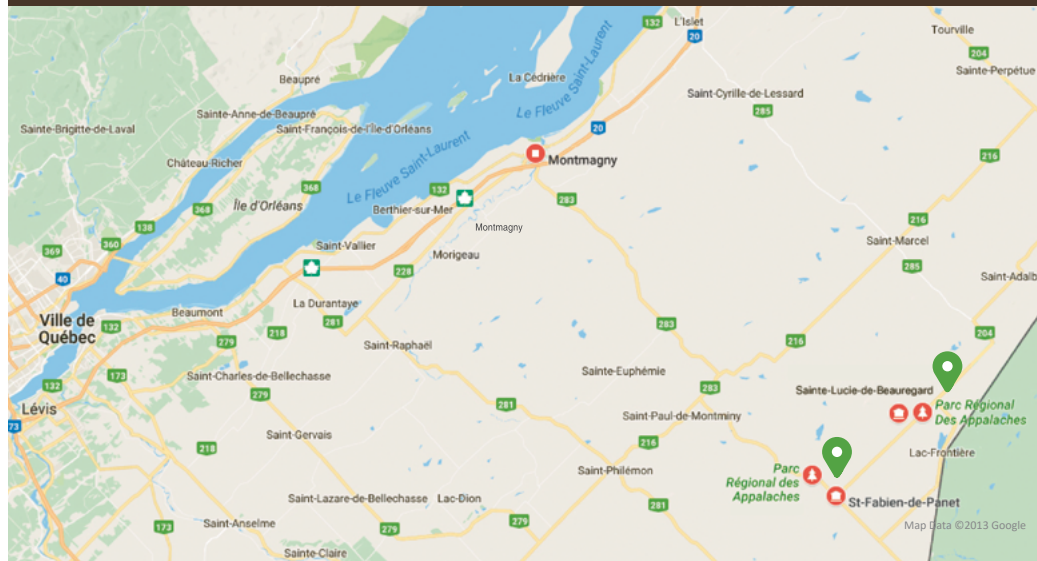 132
L'Islet
20
Tourville
204
Sainte-Perpétue
Beaupré
La Cédrière
Le Fleuve Saint-Laurent
Saint-Cyrille-de-Lessard
285
Sainte-Anne-de-Beaupré
Sainte-Brigitte-de-Laval
Saint-François-de-l'Île-d'Orléans
20
Château-Richer
Le Fleuve Saint-Laurent
Montmagny
216
368
132
283
Île d'Orléans
368
Berthier-sur-Mer
216
138
Montmagny
360
369
Saint-Vallier
Saint-Marcel
Morigeau
285
40
228
Saint-Adalb
La Durantaye
Beaumont
281
Ville de
Québec
132
218
283
204
279
Saint-Raphaël
216
173
Saint-Charles-de-Bellechasse
Sainte-Euphémie
132
283
Sainte-Lucie-de-Beauregard
279
281
Lévis
Parc Régional
Des Appalaches
Saint-Paul-de-Montminy
73
Saint-Gervais
216
218
Lac-Frontière
Saint-Philémon
Parc
Régional des
Appalaches
Saint-Lazare-de-Bellechasse
Lac-Dion
281
St-Fabien-de-Panet
173
Saint-Anselme
279
279
Map Data ©2013 Google
Sainte-Claire